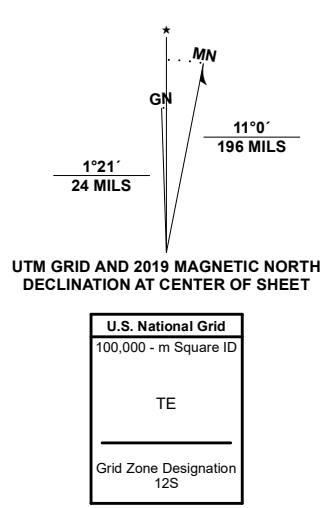 ★
MN
GN
11°0´
196 MILS
1°21´
24 MILS
UTM GRID AND 2019 MAGNETIC NORTH
DECLINATION AT CENTER OF SHEET
U.S. National Grid
100,000 - m Square ID
TE
Grid Zone Designation
12S